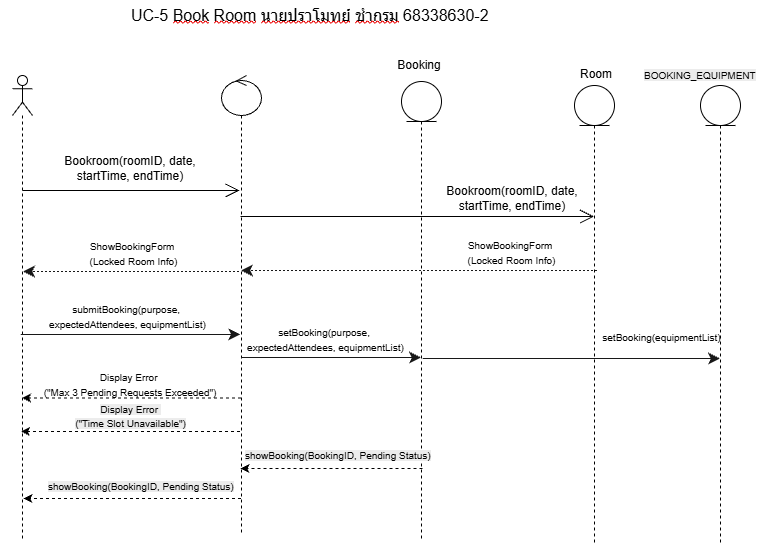 UC-5 Book Room นายปราโมทย์ ชำกรม 68338630-2
Booking
Room
BOOKING_EQUIPMENT
Bookroom(roomID, date,
startTime, endTime)
Bookroom(roomID, date,
startTime, endTime)
ShowBookingForm
(Locked Room Info)
ShowBookingForm
(Locked Room Info)
submitBooking(purpose,
expectedAttendees, equipmentList)
setBooking(purpose,
expectedAttendees, equipmentList)
setBooking(equipmentList)
Display Error
("Max 3 Pending Requests Exceeded")
Display Error
("Time Slot Unavailable")
showBooking(BookingID, Pending Status)
showBooking(BookingID, Pending Status)